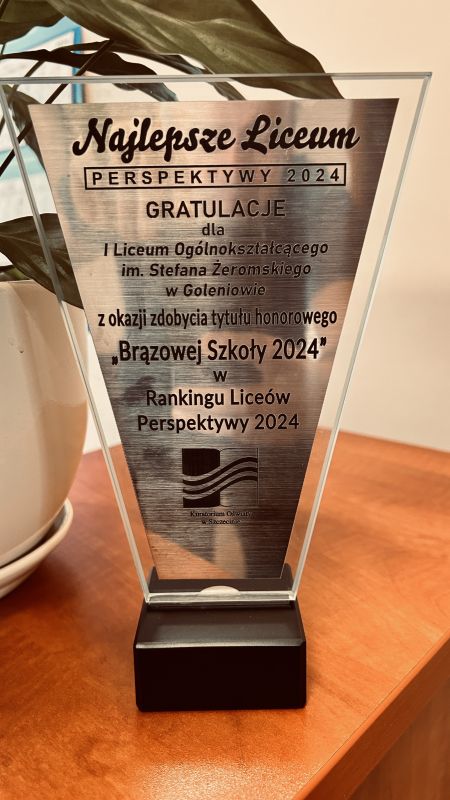 Najlepsze Liceum
PERSPEKTYWY 2024
GRATULACJE
dla
I Liceum Ogólnokształcącego
im. Stefana Żeromskiego
w Goleniowie
z okazji zdobycia tytułu honorowego
„Brązowej Szkoły 2024"
w
Rankingu Liceów
Perspektywy 2024
Kuratorium Oświaty
w Szczecinie